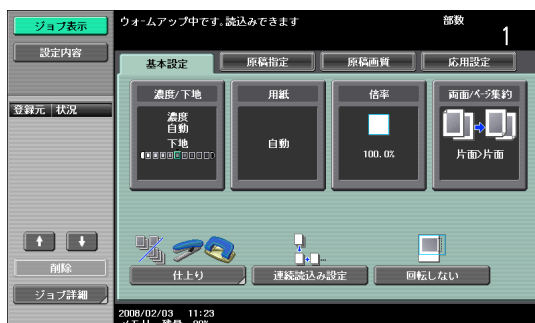 ジョブ表示
設定内容
登録元 状況
削除
ジョブ詳細
ウォームアップ中です。読込みできます
部数
1
基本設定
原稿指定
原稿画質
応用設定
濃度/下地
濃度
自動
下地
用紙
自動
倍率
100.0%
両面/ページ集約
片面>片面
仕上り
連続読込み設定
回転しない
2008/02/03 11:23